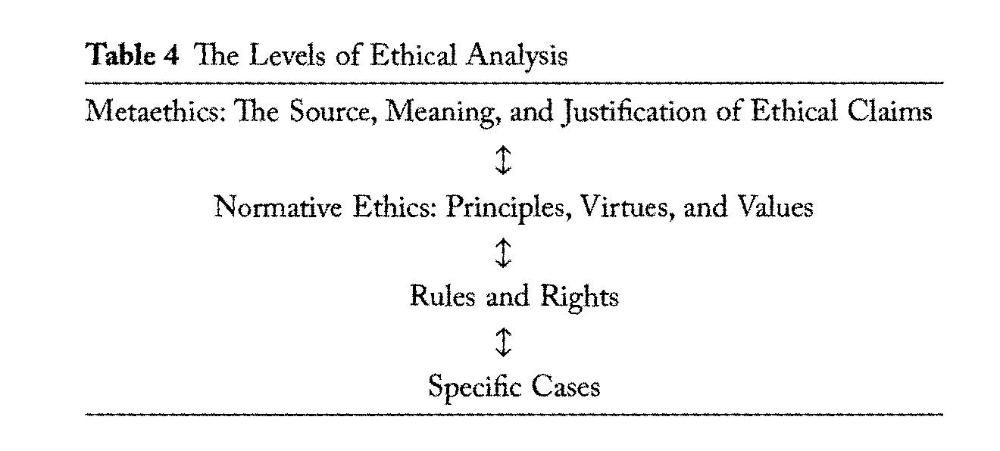 Table 4 The Levels of Ethical Analysis
Metaethics: The Source, Meaning, and Justification of Ethical Claims
↕
Normative Ethics: Principles, Virtues, and Values
↕
Rules and Rights
↕
Specific Cases